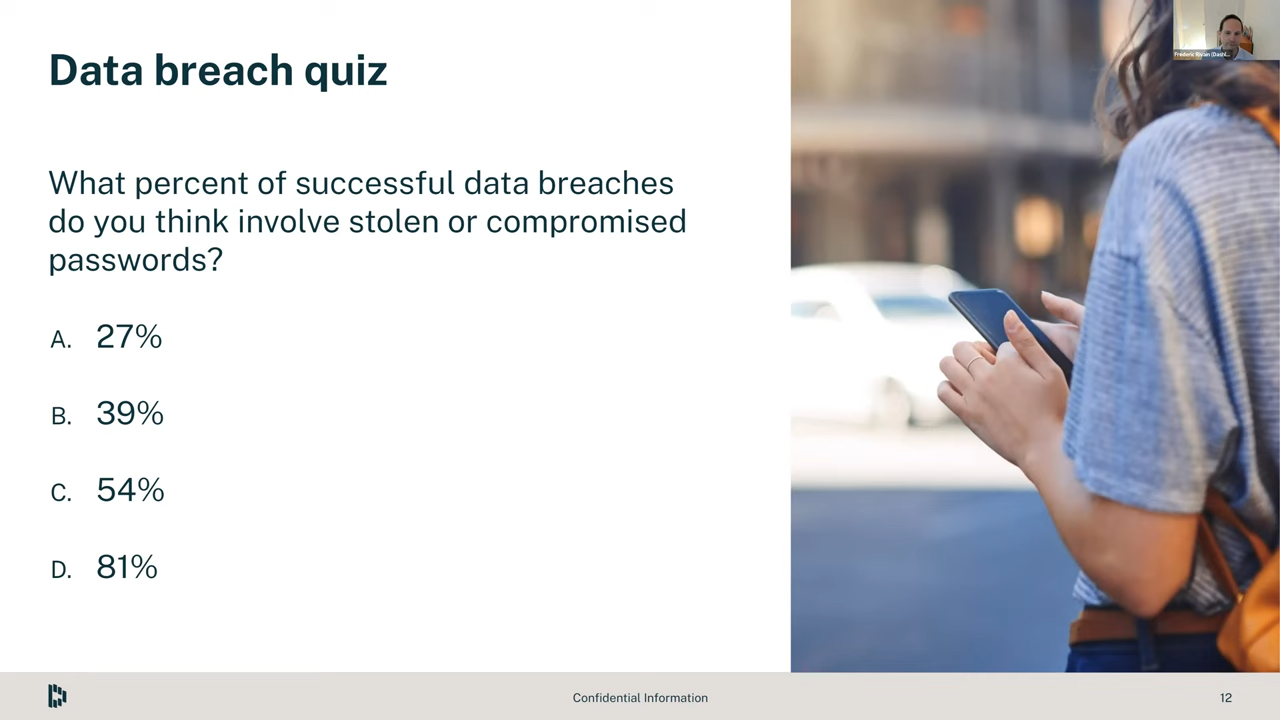 Data breach quiz
What percent of successful data breaches
do you think involve stolen or compromised
passwords?
A. 27%
B. 39%
C. 54%
D. 81%
Confidential Information
12